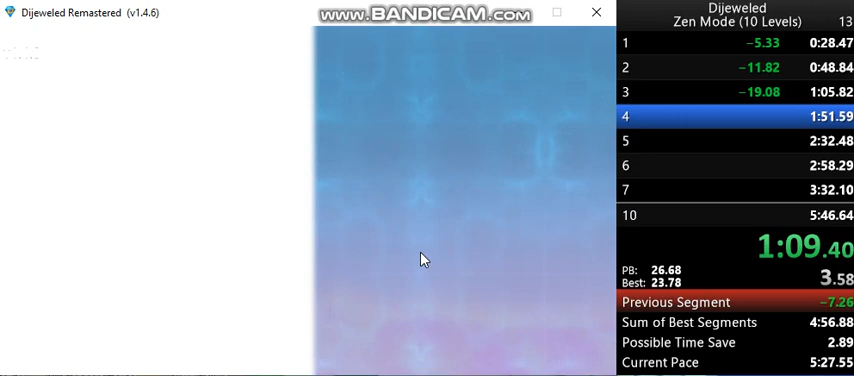 Dijeweled Remastered (v1.4.6)
www.BANDICAM.com
Dijeweled
Zen Mode (10 Levels) 13
1 −5.33 0:28.47
2 −11.82 0:48.84
3 −19.08 1:05.82
4 1:51.59
5 2:32.48
6 2:58.29
7 3:32.10
10 5:46.64
1:09.40
PB: 26.68
Best: 23.78
3.58
Previous Segment −7.26
Sum of Best Segments 4:56.88
Possible Time Save 2.89
Current Pace 5:27.55